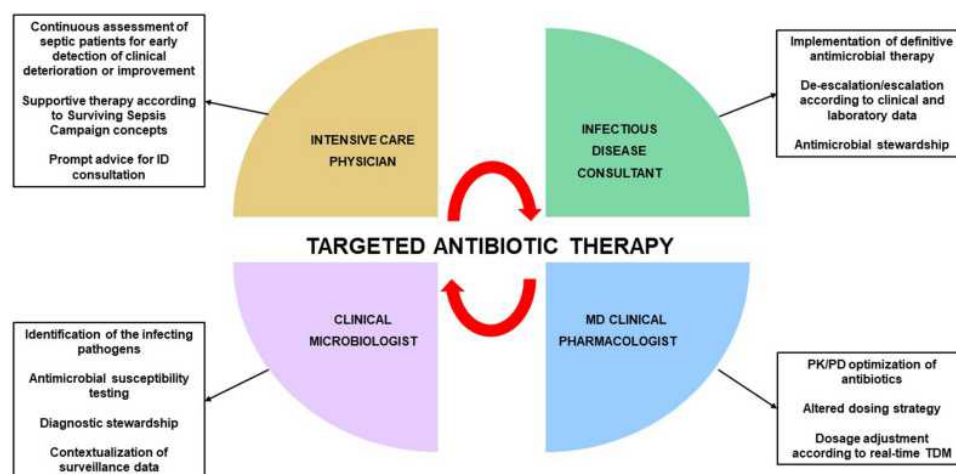 Continuous assessment of
septic patients for early
detection of clinical
deterioration or improvement
Supportive therapy according
to Surviving Sepsis
Campaign concepts
Prompt advice for ID
consultation
INTENSIVE CARE
PHYSICIAN
INFECTIOUS
DISEASE
CONSULTANT
Implementation of definitive
antimicrobial therapy
De-escalation/escalation
according to clinical and
laboratory data
Antimicrobial stewardship
TARGETED ANTIBIOTIC THERAPY
Identification of the infecting
pathogens
Antimicrobial susceptibility
testing
Diagnostic stewardship
Contextualization of
surveillance data
CLINICAL
MICROBIOLOGIST
MD CLINICAL
PHARMACOLOGIST
PK/PD optimization of
antibiotics
Altered dosing strategy
Dosage adjustment
according to real-time TDM